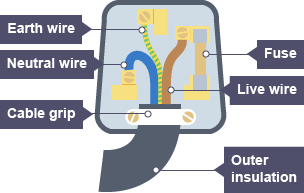 Earth wire
Neutral wire
Cable grip
Fuse
Live wire
Outer
insulation